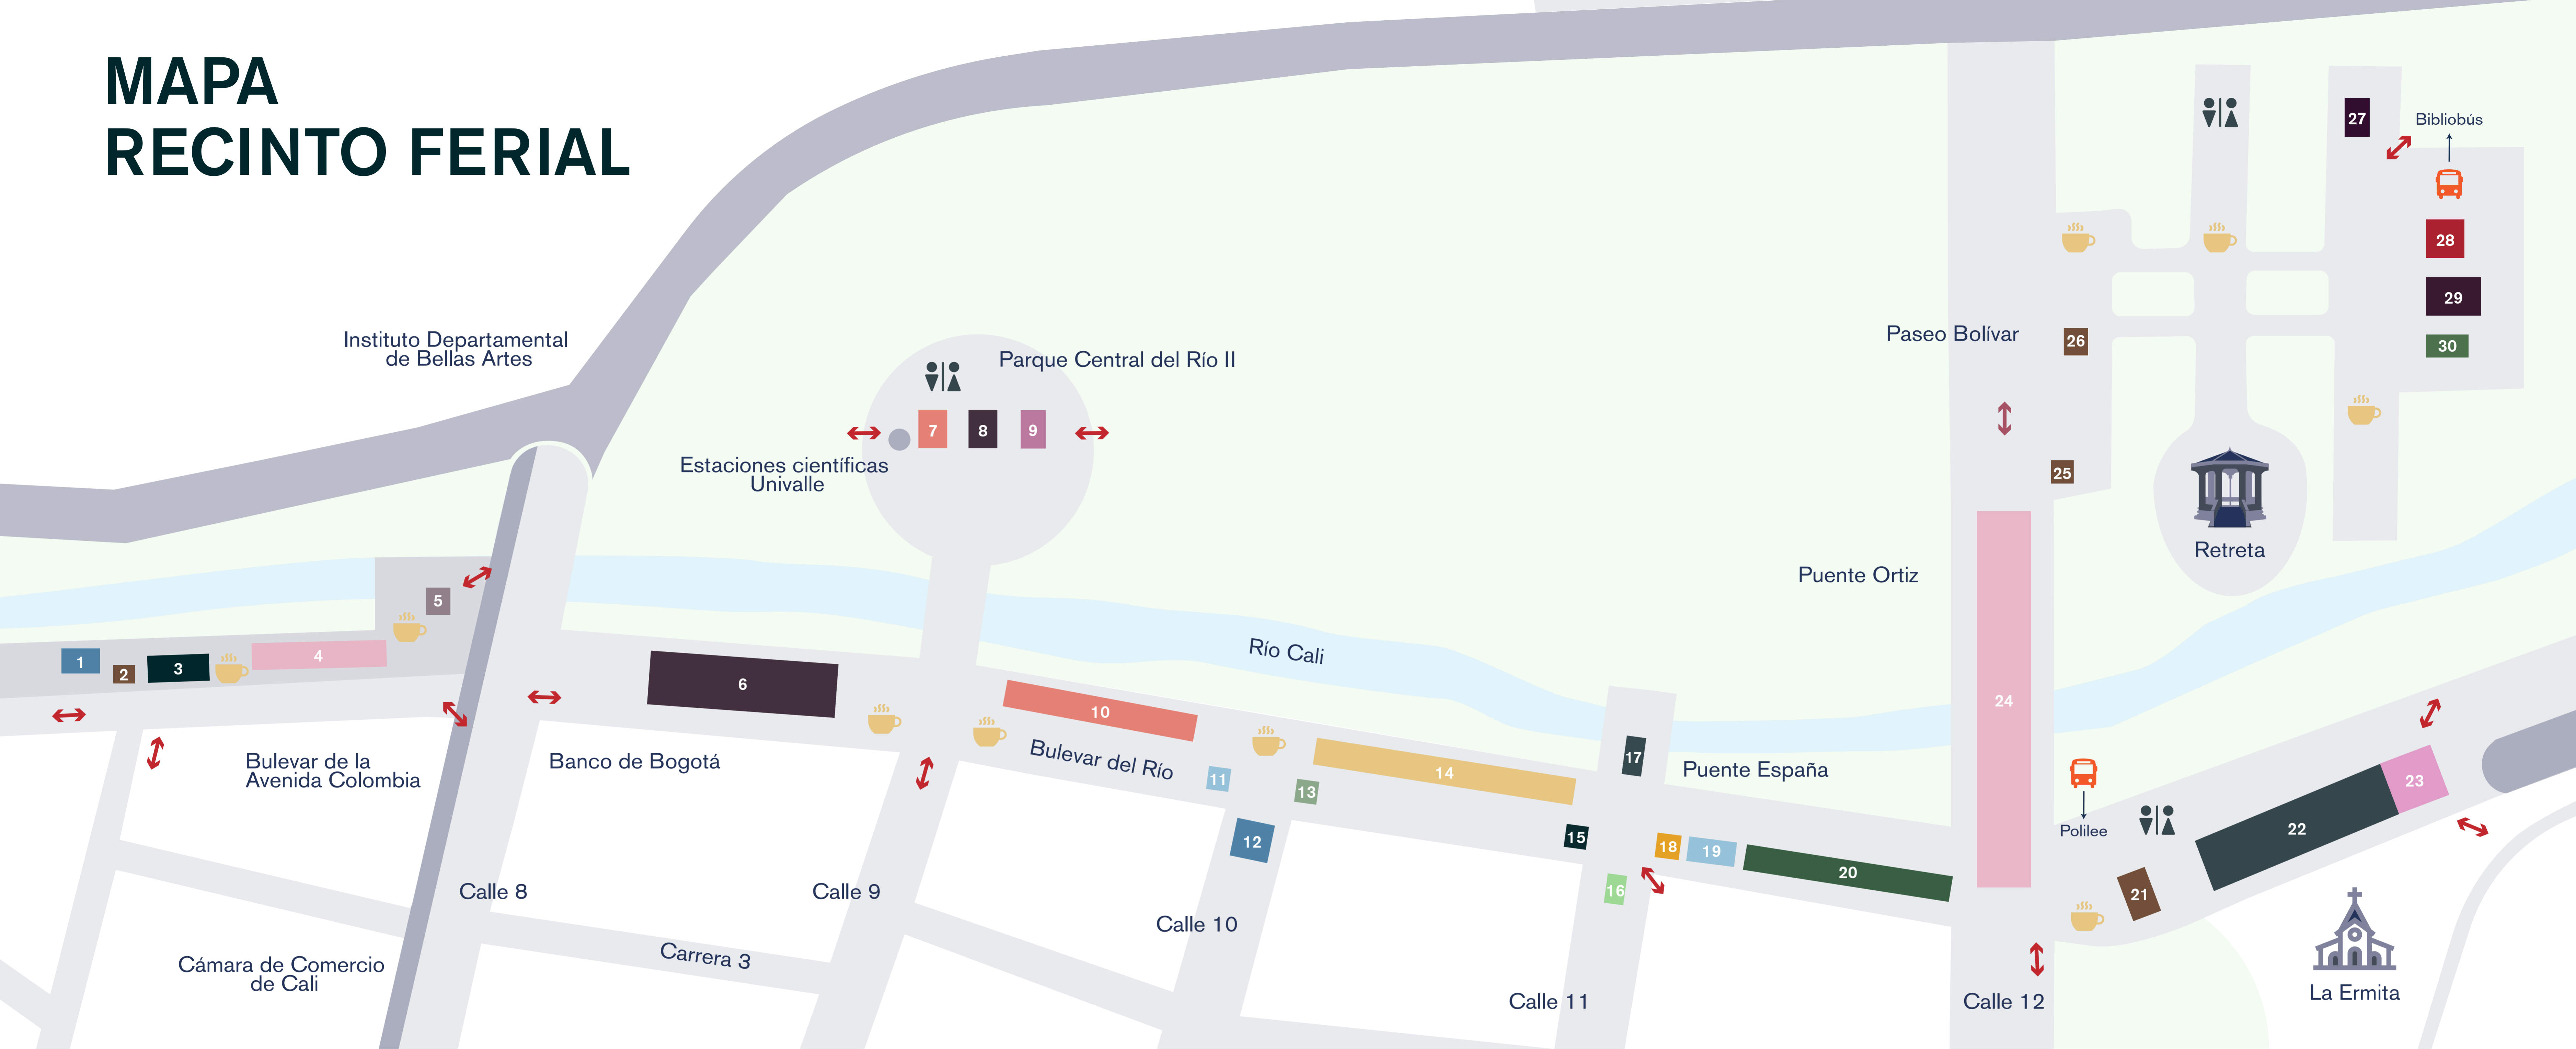 MAPA
RECINTO FERIAL
Instituto Departamental
de Bellas Artes
Parque Central del Río II
7
8
9
Estaciones científicas
Univalle
27
Bibliobús
28
29
30
Paseo Bolívar
26
25
Retreta
Puente Ortiz
24
5
1
2
3
4
6
Río Cali
10
Bulevar del Río
11
12
13
14
Bulevar de la
Avenida Colombia
Banco de Bogotá
17
Puente España
15
16
18
19
20
Polilee
21
22
23
Calle 8
Calle 9
Calle 10
Carrera 3
Cámara de Comercio
de Cali
Calle 11
Calle 12
La Ermita